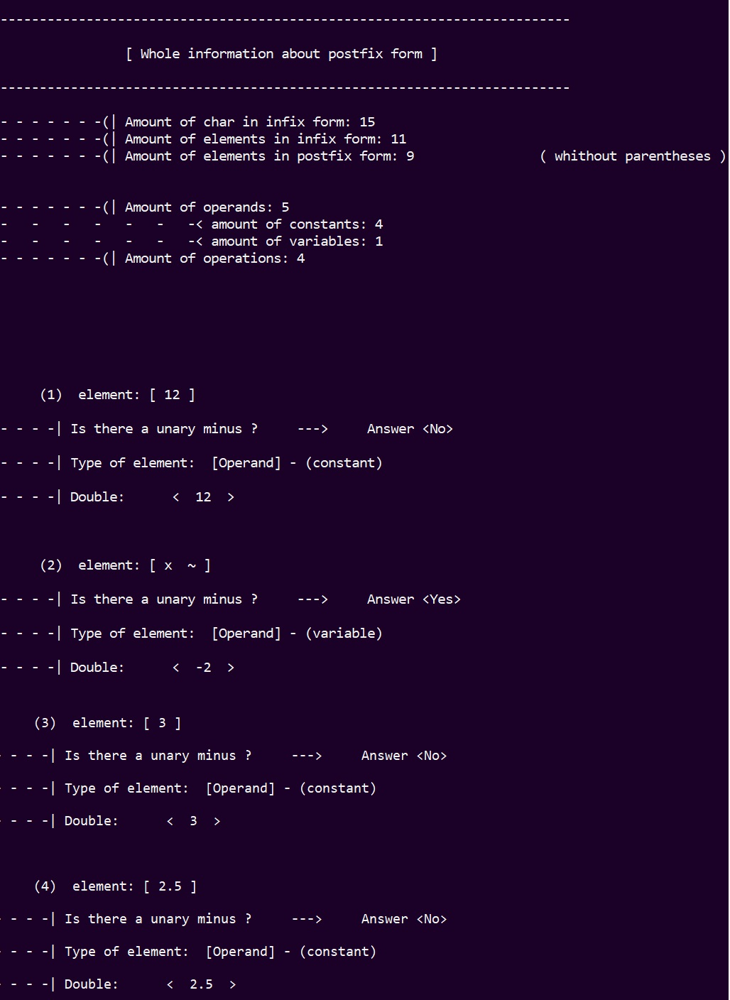 -------------------------------------------------------------------------
[ Whole information about postfix form ]
-------------------------------------------------------------------------
- - - - - - -(| Amount of char in infix form: 15
- - - - - - -(| Amount of elements in infix form: 11
- - - - - - -(| Amount of elements in postfix form: 9 ( whithout parentheses )
- - - - - - -(| Amount of operands: 5
- - - - - - -< amount of constants: 4
- - - - - - -< amount of variables: 1
- - - - - - -(| Amount of operations: 4
(1) element: [ 12 ]
- - - -| Is there a unary minus ? ---> Answer <No>
- - - -| Type of element: [Operand] - (constant)
- - - -| Double: < 12 >
(2) element: [ x ~ ]
- - - -| Is there a unary minus ? ---> Answer <Yes>
- - - -| Type of element: [Operand] - (variable)
- - - -| Double: < -2 >
(3) element: [ 3 ]
- - - -| Is there a unary minus ? ---> Answer <No>
- - - -| Type of element: [Operand] - (constant)
- - - -| Double: < 3 >
(4) element: [ 2.5 ]
- - - -| Is there a unary minus ? ---> Answer <No>
- - - -| Type of element: [Operand] - (constant)
- - - -| Double: < 2.5 >